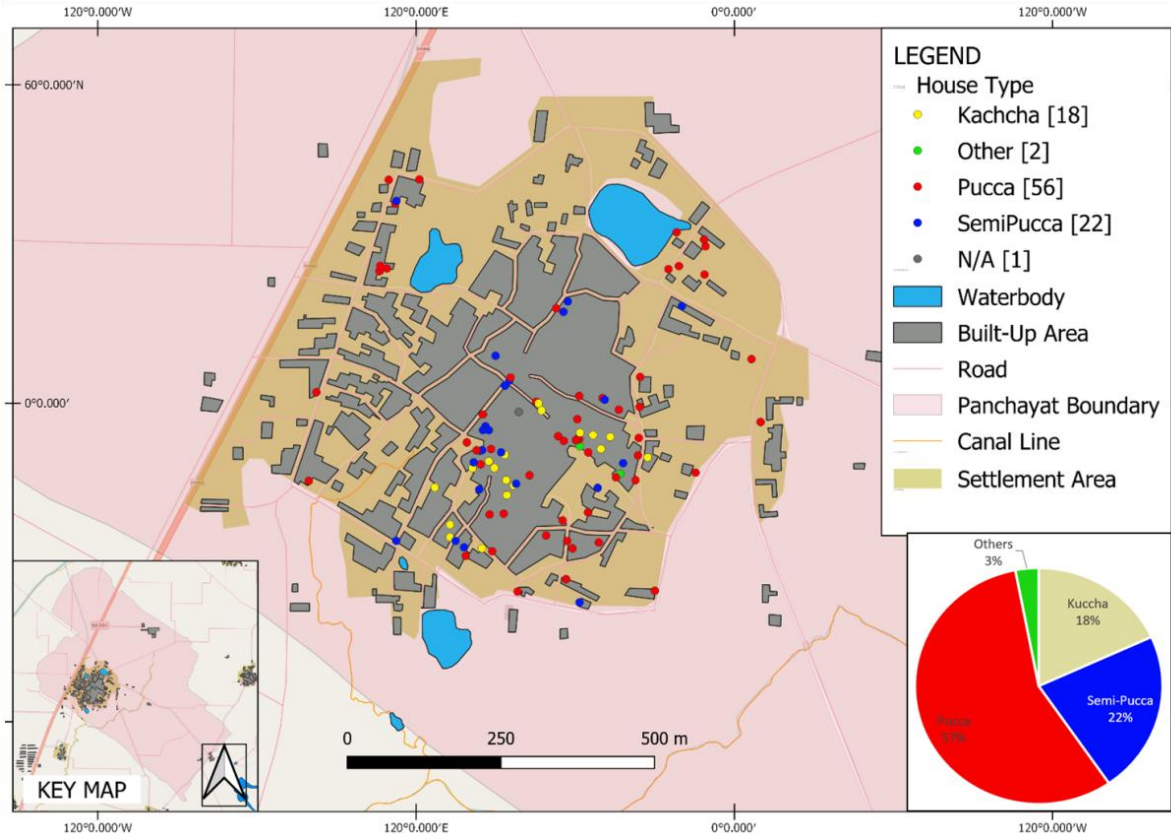 120°0.000'W
120°0.000'E
0°0.000'
120°0.000'W
60°0.000'N
0°0.000'
LEGEND
House Type
Kachcha [18]
Other [2]
Pucca [56]
SemiPucca [22]
N/A [1]
Waterbody
Built-Up Area
Road
Panchayat Boundary
Canal Line
Settlement Area
Others
3%
Kuccha
18%
Semi-Pucca
22%
Pucca
57%
0
250
500 m
KEY MAP
120°0.000'W
120°0.000'E
0°0.000'
120°0.000'W